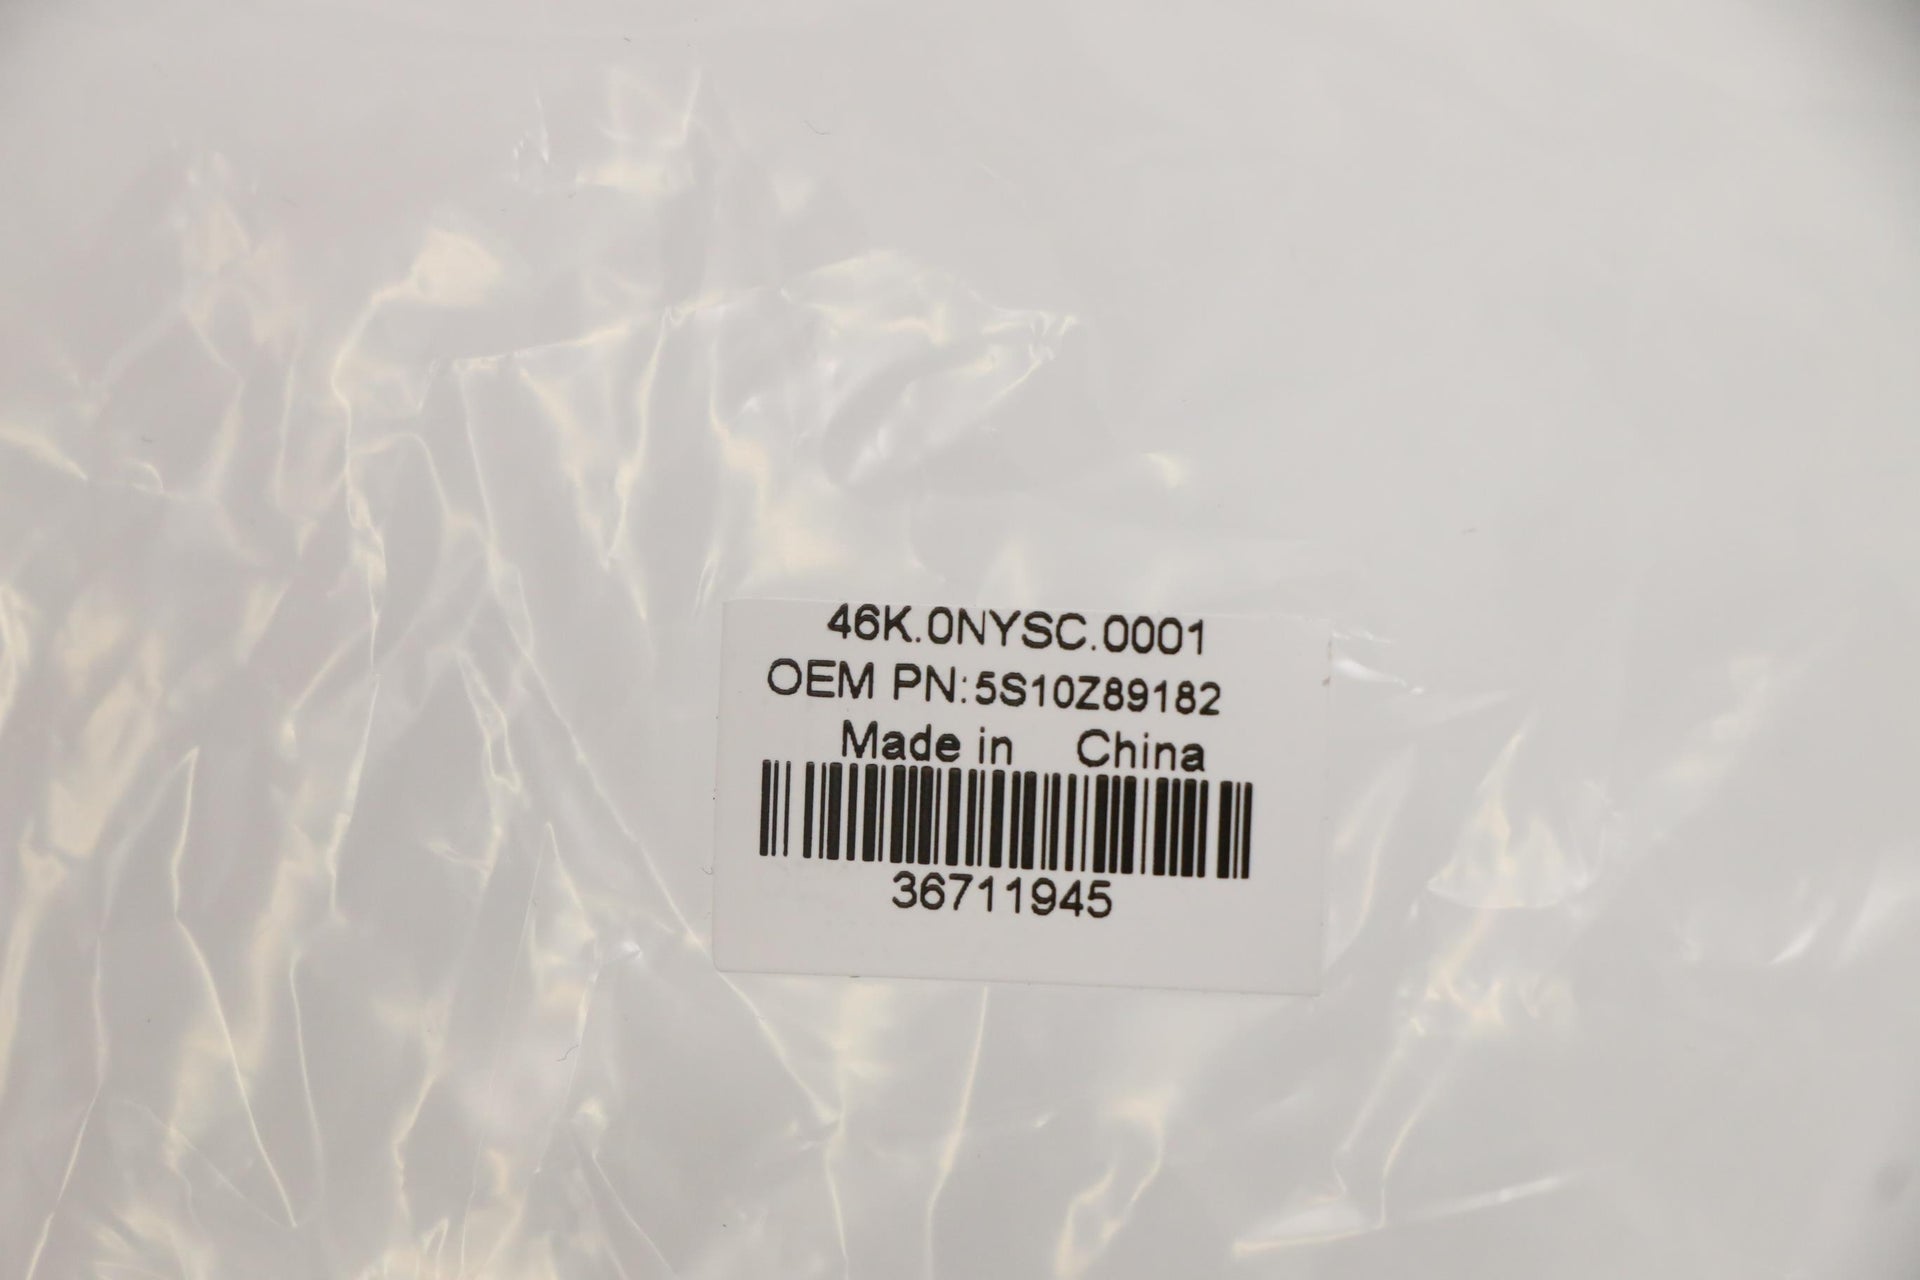 46K.0NYSC.0001
OEM PN:5S10Z89182
Made in China
36711945